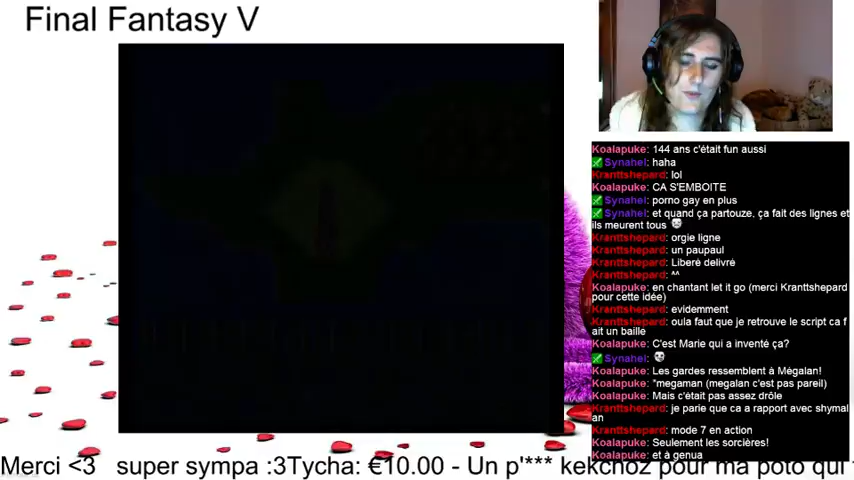 Final Fantasy V
Koalapuke: 144 ans c'était fun aussi
Synahel: haha
Kranttshepard: lol
Koalapuke: CA S'EMBOITE
Synahel: porno gay en plus
Synahel: et quand ça partouze, ça fait des lignes et
ils meurent tous
Kranttshepard: orgie ligne
Kranttshepard: un paupaul
Kranttshepard: Liberé delivré
Kranttshepard: ^^
Koalapuke: en chantant let it go (merci Kranttshepard
pour cette idée)
Kranttshepard: evidemment
Kranttshepard: oula faut que je retrouve le script ca f
ait un baille
Koalapuke: C'est Marie qui a inventé ça?
Synahel:
Koalapuke: Les gardes ressemblent à Mégalan!
Koalapuke: *megaman (megalan c'est pas pareil)
Koalapuke: Mais c'était pas assez drôle
Kranttshepard: je parie que ca a rapport avec shymal
an
Kranttshepard: mode 7 en action
Koalapuke: Seulement les sorcières!
Koalapuke: et à genua
Merci <3 super sympa :3Tycha: €10.00 - Un p'*** kekchoz pour ma poto qui